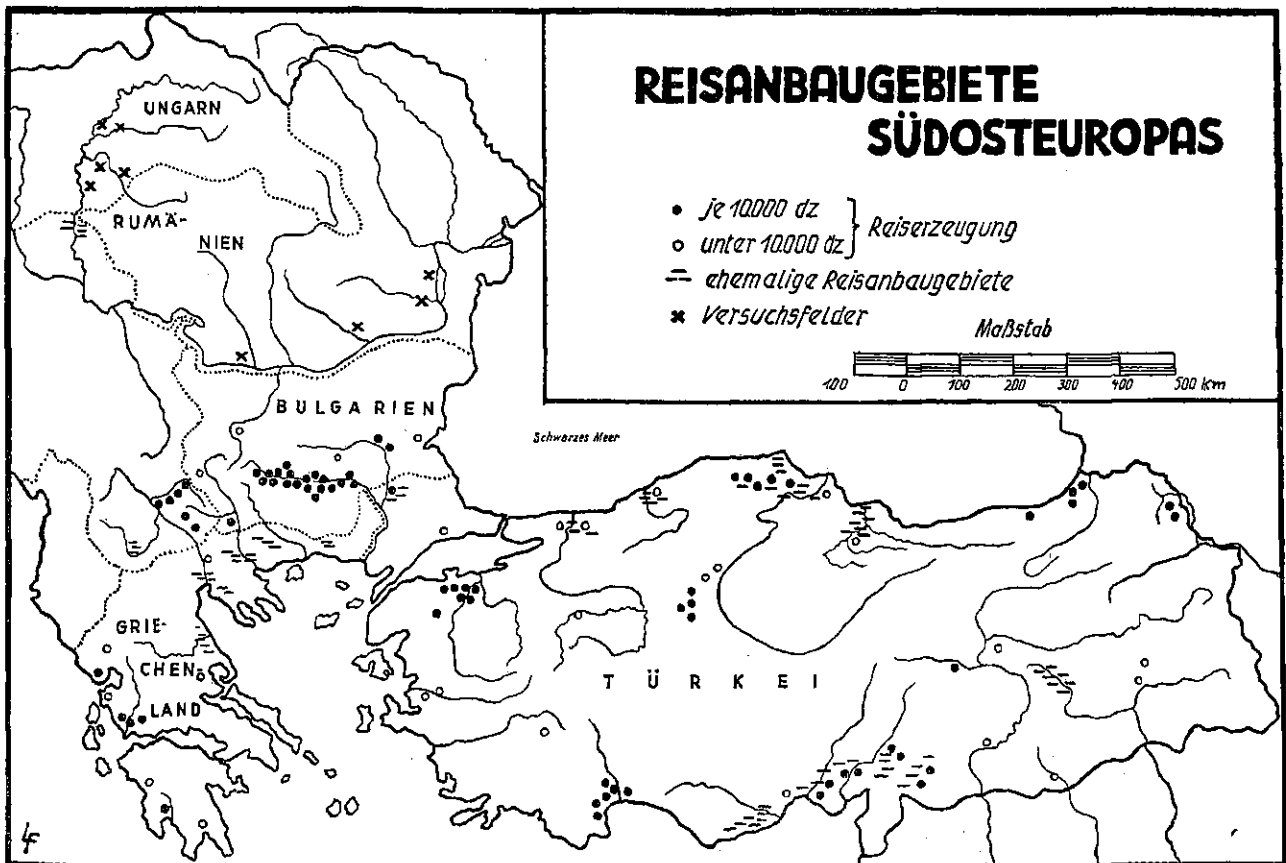 REISANBAUGEBIETE
SÜDOSTEUROPAS
je 10.000 dz
unter 10.000 dz
Reiserzeugung
ehemalige Reisanbaugebiete
Versuchsfelder
Maßstab
100 0 100 200 300 400 500 km
UNGARN
RUMÄ-
NIEN
BULGARIEN
Schwarzes Meer
GRIE-
CHEN
LAND
TÜRKEI